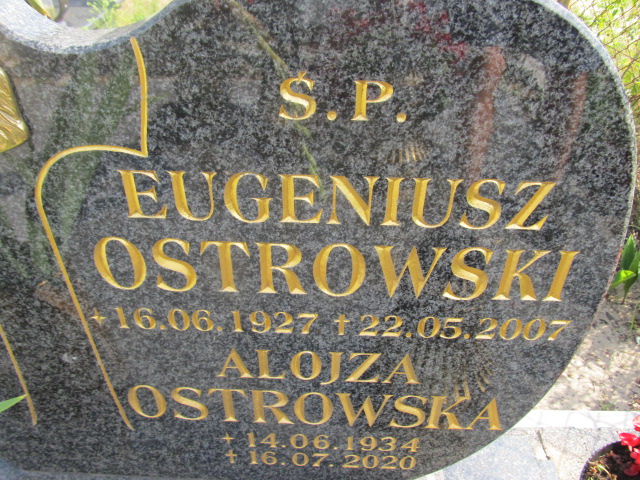 Ś.P.
EUGENIUSZ
OSTROWSKI
+16.06.1927 †22.05.2007
ALOJZA
OSTROWSKA
+14.06.1934
+16.07.2020